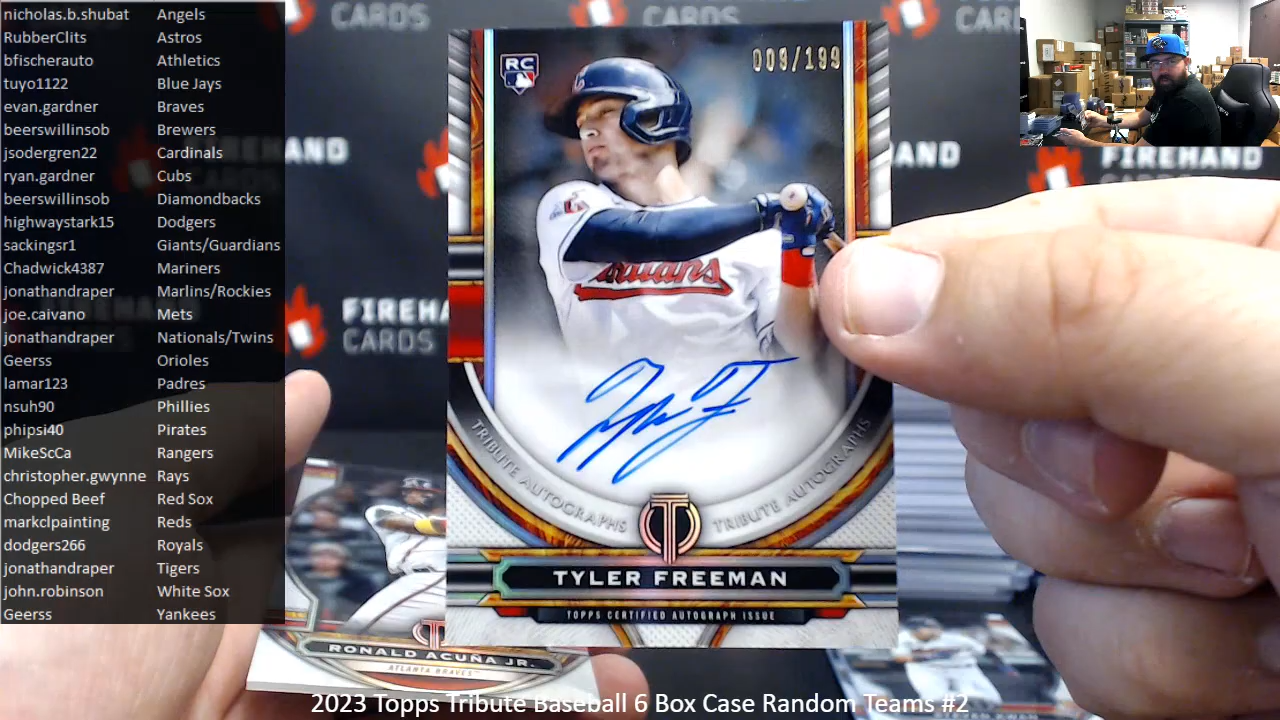 nicholas.b.shubat Angels
RubberClits Astros
bfischerauto Athletics
tuyo1122 Blue Jays
evan.gardner Braves
beerswillinsob Brewers
jsodergren22 Cardinals
ryan.gardner Cubs
beerswillinsob Diamondbacks
highwaystark15 Dodgers
sackingsr1 Giants/Guardians
Chadwick4387 Mariners
jonathandraper Marlins/Rockies
joe.caivano Mets
jonathandraper Nationals/Twins
Geerss Orioles
lamar123 Padres
nsuh90 Phillies
phipsi40 Pirates
MikeScCa Rangers
christopher.gwynne Rays
Chopped Beef Red Sox
markclpainting Reds
dodgers266 Royals
jonathandraper Tigers
john.robinson White Sox
Geerss Yankees
CARDS
CARDS
FIREHAND
FIREHAND
CARDS
RC
009/199
Indians
TRIBUTE AUTOGRAPHS
TRIBUTE AUTOGRAPHS
TYLER FREEMAN
TOPPS CERTIFIED AUTOGRAPH ISSUE
RONALD ACUÑA JR.
ATLANTA BRAVES
2023 Topps Tribute Baseball 6 Box Case Random Teams #2